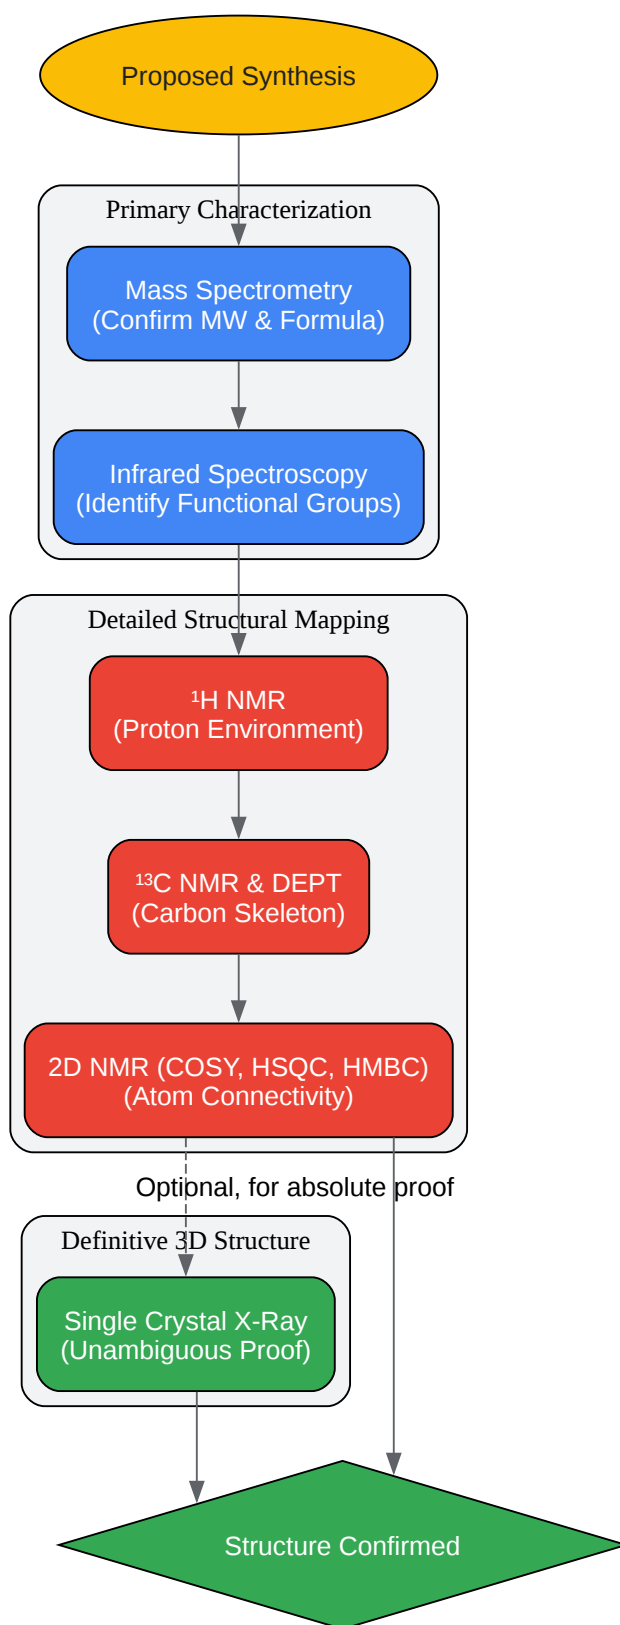 Proposed Synthesis
Primary Characterization
Mass Spectrometry
(Confirm MW & Formula)
Infrared Spectroscopy
(Identify Functional Groups)
Detailed Structural Mapping
¹H NMR
(Proton Environment)
¹³C NMR & DEPT
(Carbon Skeleton)
2D NMR (COSY, HSQC, HMBC)
(Atom Connectivity)
Optional, for absolute proof
Definitive 3D Structure
Single Crystal X-Ray
(Unambiguous Proof)
Structure Confirmed